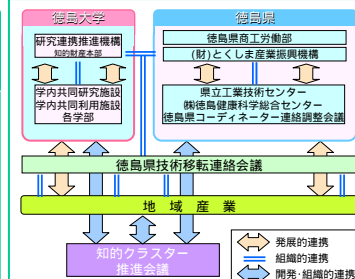 徳島大学
研究連携推進機構
知的財産本部
学内共同研究施設
学内共同利用施設
各学部
徳島県
徳島県商工労働部
(財)とくしま産業振興機構
県立工業技術センター
㈱徳島健康科学総合センター
徳島県コーディネーター連絡調整会議
徳島県技術移転連絡会議
地域産業
知的クラスター
推進会議
発展的連携
組織的連携
開発・組織的連携